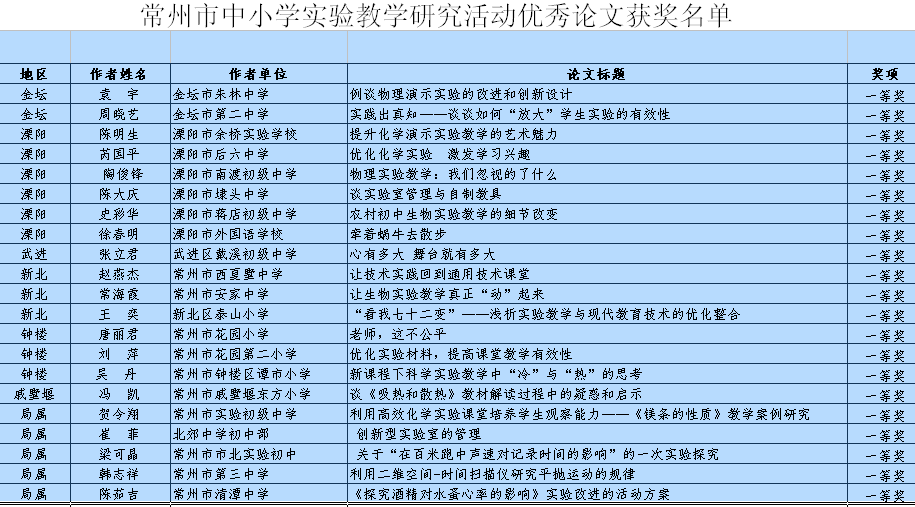 常州市中小学实验教学研究活动优秀论文获奖名单
地区 作者姓名 作者单位 论文标题 奖项
金坛 袁 宇 金坛市朱林中学 例谈物理演示实验的改进和创新设计 一等奖
金坛 周晓艺 金坛市第二中学 实践出真知——谈谈如何“放大”学生实验的有效性 一等奖
溧阳 陈明生 溧阳市余桥实验学校 提升化学演示实验教学的艺术魅力 一等奖
溧阳 芮国平 溧阳市后六中学 优化化学实验 激发学习兴趣 一等奖
溧阳 陶俊锋 溧阳市南渡初级中学 物理实验教学：我们忽视的了什么 一等奖
溧阳 陈大庆 溧阳市埭头中学 谈实验室管理与自制教具 一等奖
溧阳 史彩华 溧阳市蒋店初级中学 农村初中生物实验教学的细节改变 一等奖
溧阳 徐春明 溧阳市外国语学校 牵着蜗牛去散步 一等奖
武进 张立君 武进区戴溪初级中学 心有多大 舞台就有多大 一等奖
新北 赵燕杰 常州市西夏墅中学 让技术实践回到通用技术课堂 一等奖
新北 常海霞 常州市安家中学 让生物实验教学真正“动”起来 一等奖
新北 王 奕 新北区泰山小学 “看我七十二变”——浅析实验教学与现代教育技术的优化整合 一等奖
钟楼 唐丽君 常州市花园小学 老师，这不公平 一等奖
钟楼 刘 萍 常州市花园第二小学 优化实验材料，提高课堂教学有效性 一等奖
钟楼 吴 丹 常州市钟楼区谭市小学 新课程下科学实验教学中“冷”与“热”的思考 一等奖
戚墅堰 冯 凯 常州市戚墅堰东方小学 谈《吸热和散热》教材解读过程中的疑惑和启示 一等奖
局属 贺令翔 常州市实验初级中学 利用高效化学实验课堂培养学生观察能力——《镁条的性质》教学案例研究 一等奖
局属 崔 菲 北郊中学初中部 创新型实验室的管理 一等奖
局属 梁可晶 常州市市北实验初中 关于“在百米跑中声速对记录时间的影响”的一次实验探究 一等奖
局属 韩志祥 常州市第三中学 利用二维空间-时间扫描仪研究平抛运动的规律 一等奖
局属 陈茹吉 常州市清潭中学 《探究酒精对水蚤心率的影响》实验改进的活动方案 一等奖